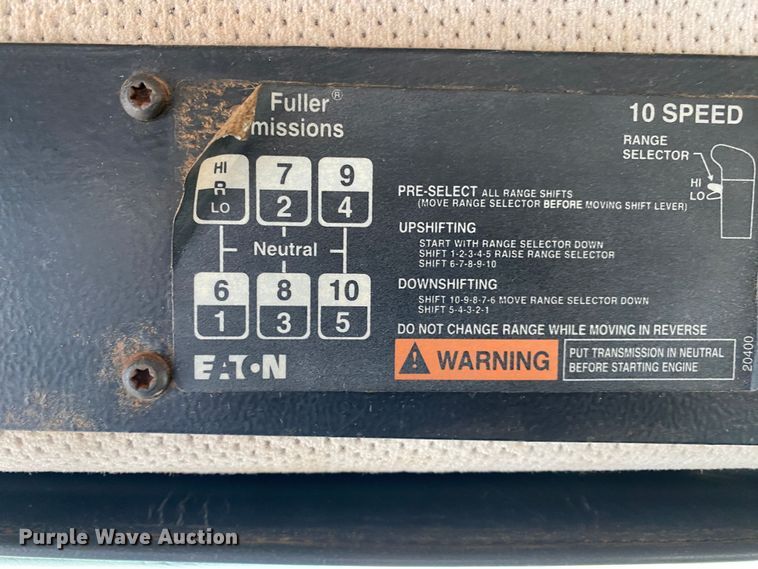 Fuller®
missions
10 SPEED
RANGE
SELECTOR
HI
LO
HI
R
LO
7
2
9
4
Neutral
6
1
8
3
10
5
PRE-SELECT ALL RANGE SHIFTS
(MOVE RANGE SELECTOR BEFORE MOVING SHIFT LEVER)
UPSHIFTING
START WITH RANGE SELECTOR DOWN
SHIFT 1-2-3-4-5 RAISE RANGE SELECTOR
SHIFT 6-7-8-9-10
DOWNSHIFTING
SHIFT 10-9-8-7-6 MOVE RANGE SELECTOR DOWN
SHIFT 5-4-3-2-1
DO NOT CHANGE RANGE WHILE MOVING IN REVERSE
EATON
WARNING
PUT TRANSMISSION IN NEUTRAL
BEFORE STARTING ENGINE
20400
Purple Wave Auction